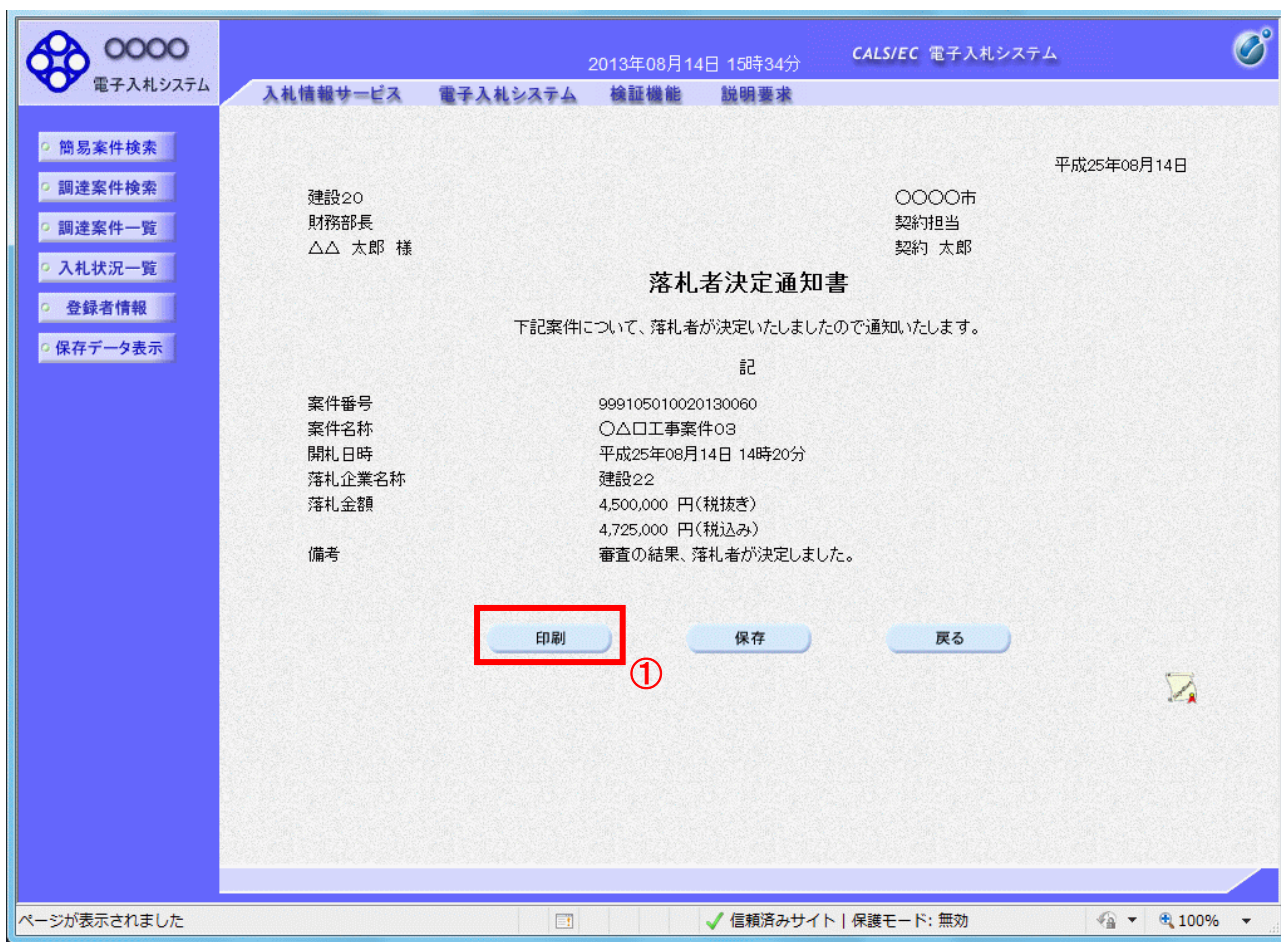 ○○○○
電子入札システム
2013年08月14日 15時34分
CALS/EC 電子入札システム
入札情報サービス 電子入札システム 検証機能 説明要求
簡易案件検索
調達案件検索
調達案件一覧
入札状況一覧
登録者情報
保存データ表示
平成25年08月14日
建設20
財務部長
△△ 太郎 様
○○○○市
契約担当
契約 太郎
落札者決定通知書
下記案件について、落札者が決定いたしましたので通知いたします。
記
案件番号 999105010020130060
案件名称 ○△口工事案件03
開札日時 平成25年08月14日 14時20分
落札企業名称 建設22
落札金額 4,500,000 円(税抜き)
4,725,000 円(税込み)
備考 審査の結果、落札者が決定しました。
印刷 保存 戻る
①
ページが表示されました
信頼済みサイト | 保護モード: 無効
100%